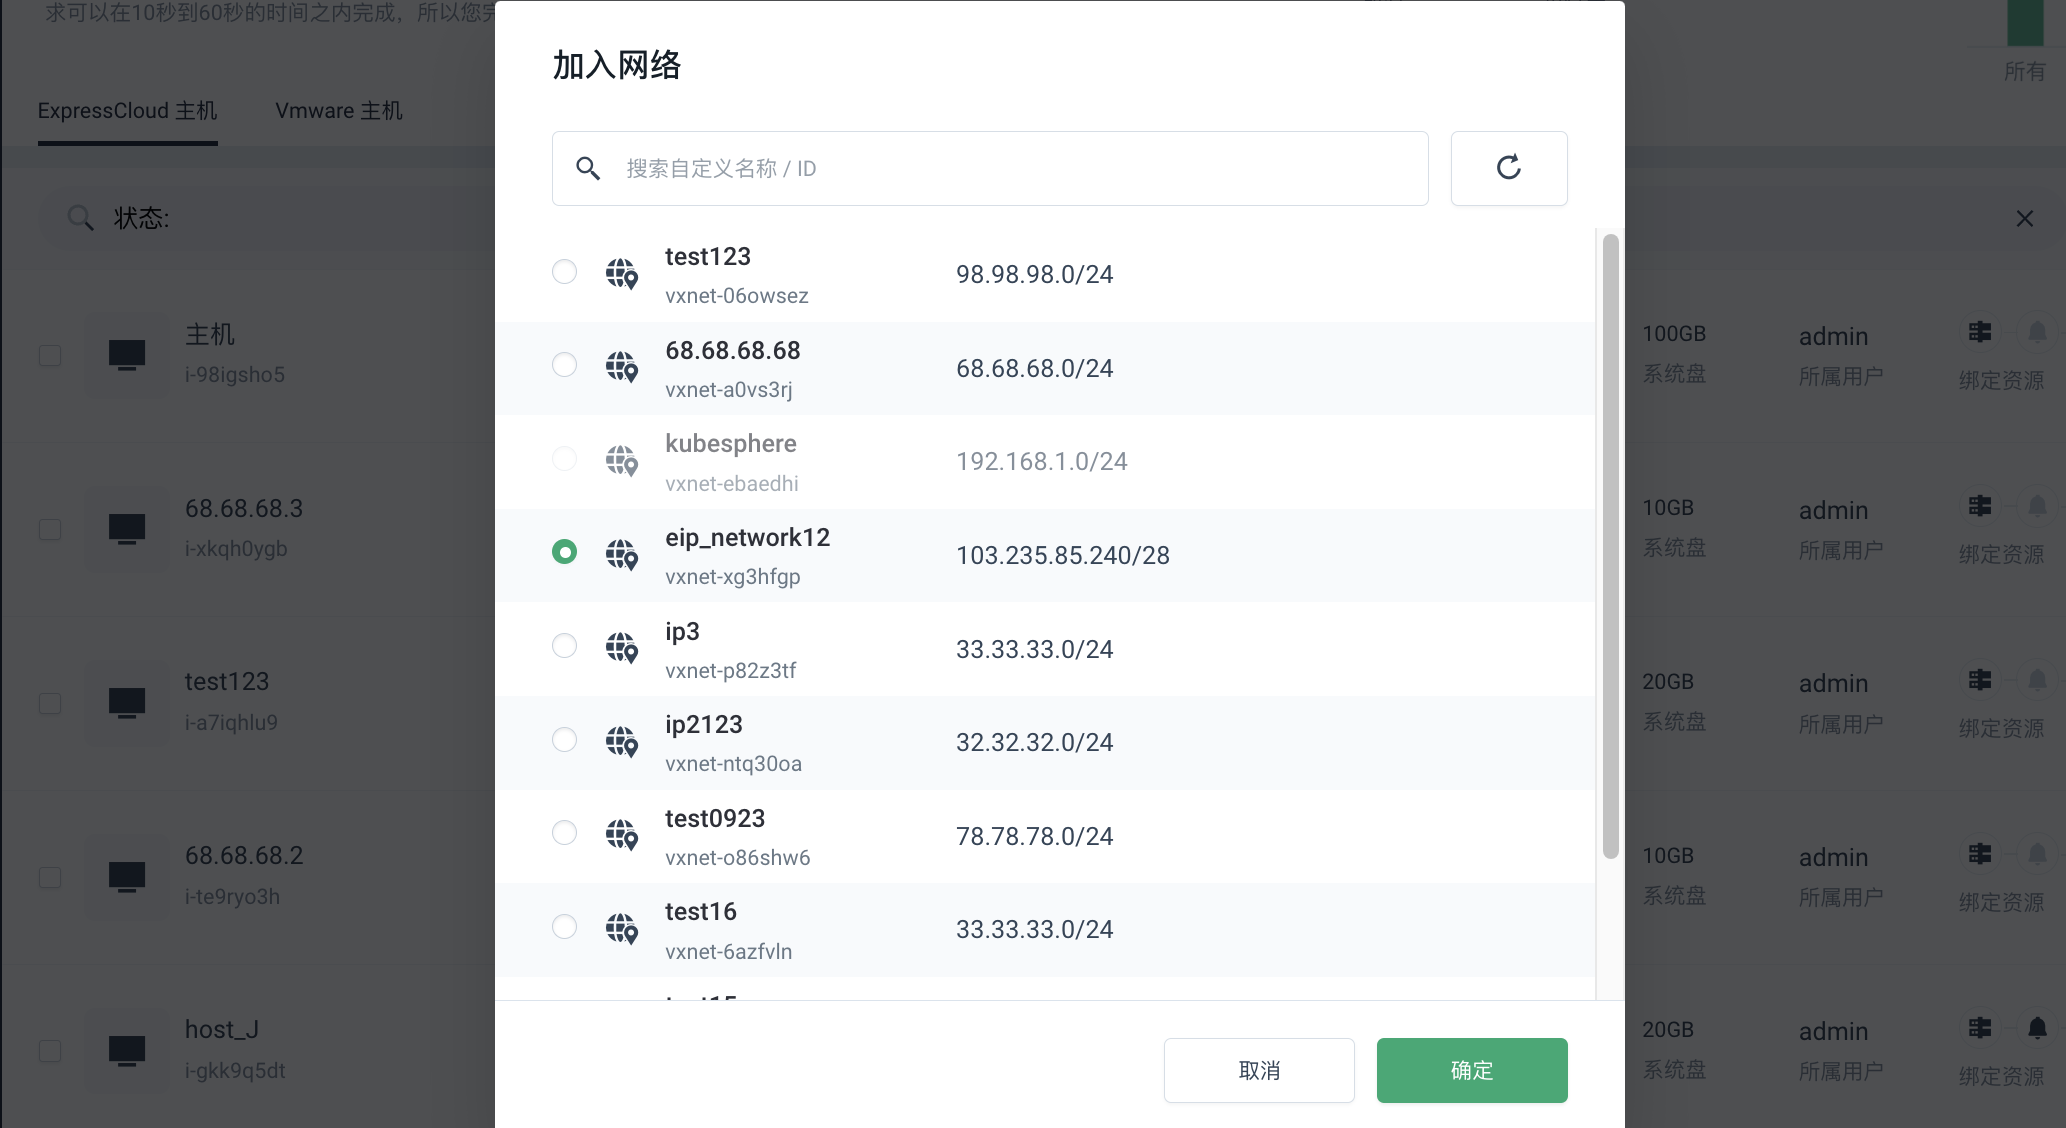 求可以在10秒到60秒的时间之内完成，所以您完
所有
ExpressCloud 主机
Vmware 主机
状态:
主机
i-98igsho5
100GB
系统盘
admin
所属用户
绑定资源
68.68.68.3
i-xkqh0ygb
10GB
系统盘
admin
所属用户
绑定资源
test123
i-a7iqhlu9
20GB
系统盘
admin
所属用户
绑定资源
68.68.68.2
i-te9ryo3h
10GB
系统盘
admin
所属用户
绑定资源
host_J
i-gkk9q5dt
20GB
系统盘
admin
所属用户
绑定资源
加入网络
搜索自定义名称 / ID
test123
vxnet-06owsez
98.98.98.0/24
68.68.68.68
vxnet-a0vs3rj
68.68.68.0/24
kubesphere
vxnet-ebaedhi
192.168.1.0/24
eip_network12
vxnet-xg3hfgp
103.235.85.240/28
ip3
vxnet-p82z3tf
33.33.33.0/24
ip2123
vxnet-ntq30oa
32.32.32.0/24
test0923
vxnet-o86shw6
78.78.78.0/24
test16
vxnet-6azfvln
33.33.33.0/24
取消
确定